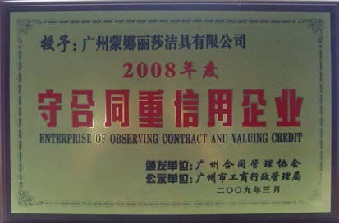 授予：广州蒙娜丽莎洁具有限公司
2008年度
守合同重信用企业
ENTERPRISE OF OBSERVING CONTRACT AND VALUING CREDIT
颁发单位：广州合同管理协会
公示单位：广州市工商行政管理局
二〇〇九年三月